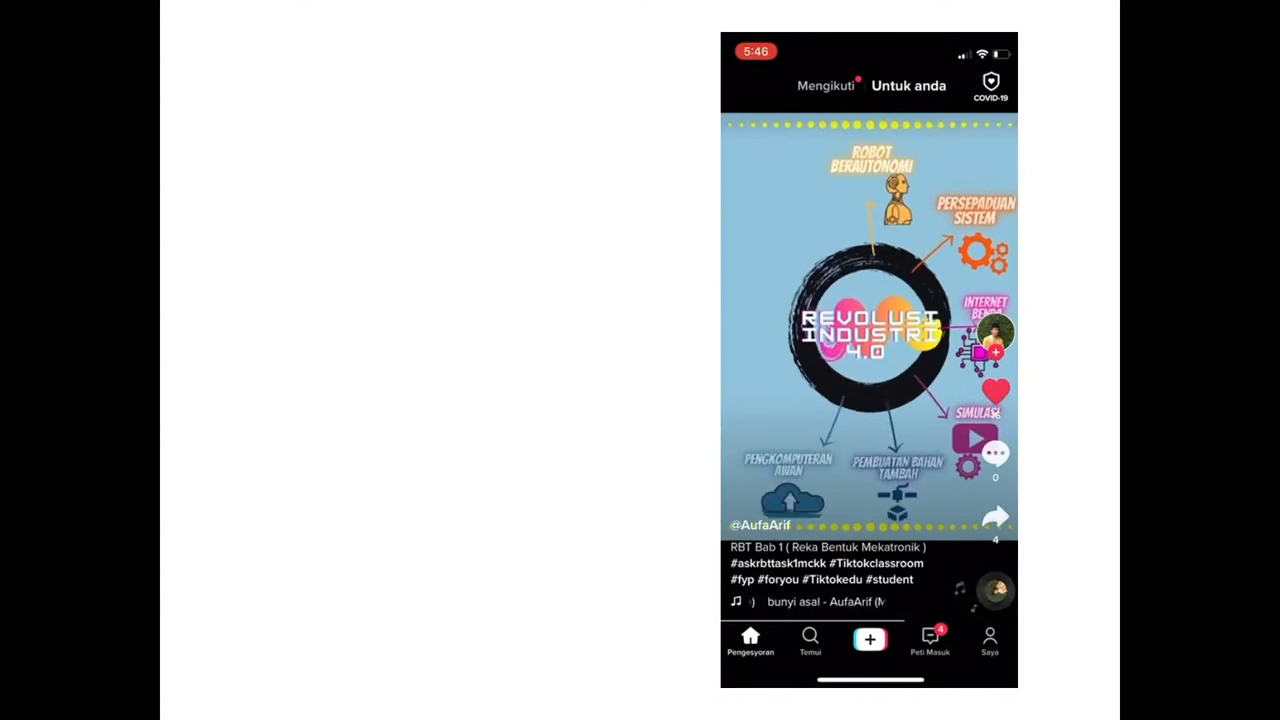 5:46
Mengikuti Untuk anda
COVID-19
ROBOT
BERAUTONOMI
PERSEPADUAN
SISTEM
INTERNET
REVOLUSI
INDUSTRI
4.0
SIMULASI
16
PENGKOMPUTERAN
AWAN
PEMBUATAN BAHAN
TAMBAH
0
@AufaArif
4
RBT Bab 1 ( Reka Bentuk Mekatronik )
#askrbttask1mckk #Tiktokclassroom
#fyp #foryou #Tiktokedu #student
) bunyi asal - AufaArif (M
4
Pengesyoran Temui Peti Masuk Saya